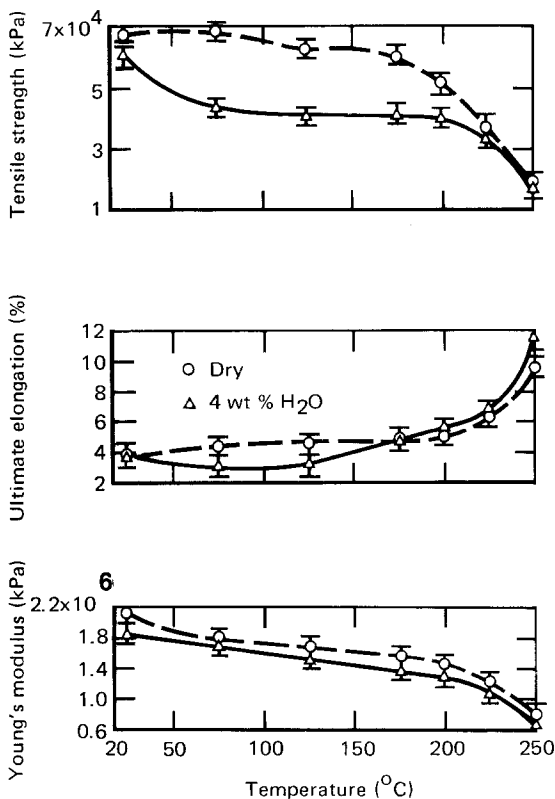 Tensile strength (kPa)
7x10⁴
5
3
1
Ultimate elongation (%)
12
10
8
6
4
2
Dry
4 wt % H₂O
Young's modulus (kPa)
6
2.2x10
1.8
1.4
1.0
0.6
20 50 100 150 200 250
Temperature (°C)